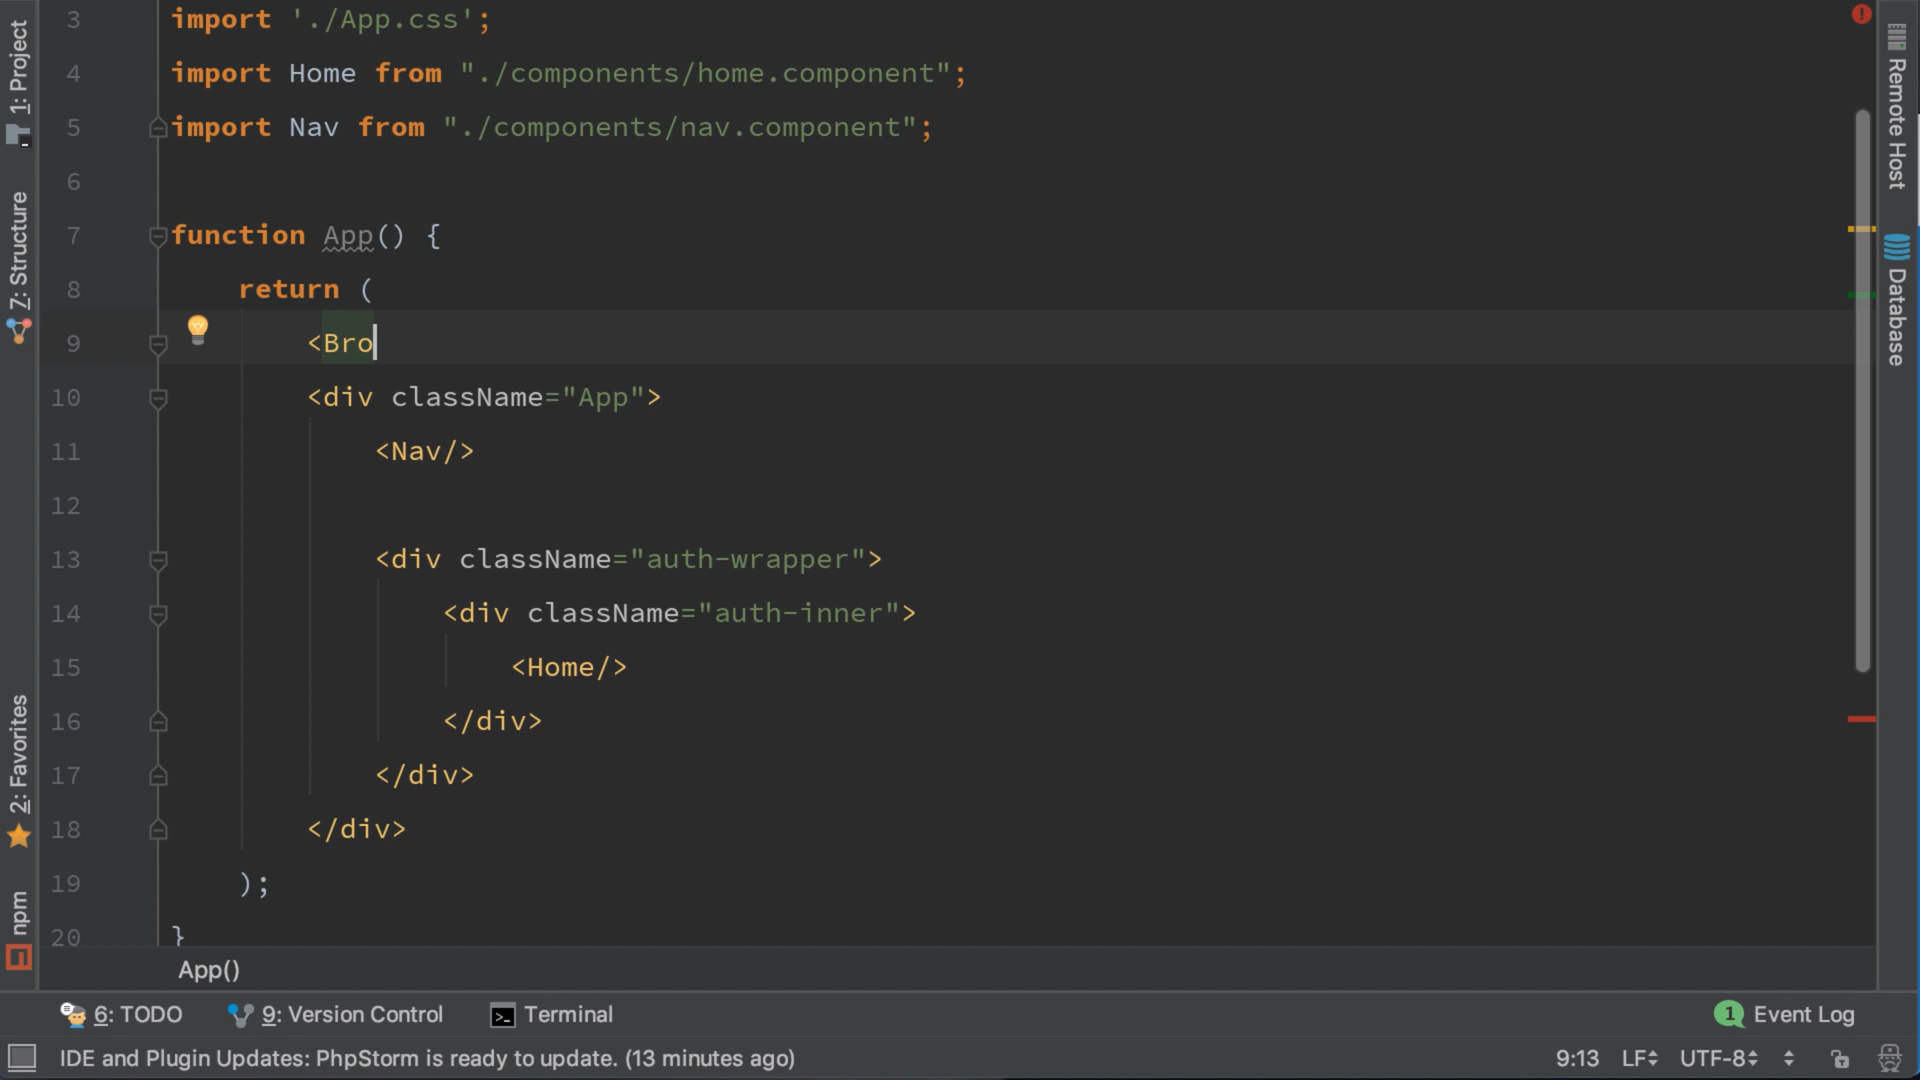 3 import './App.css';
4 import Home from "./components/home.component";
5 import Nav from "./components/nav.component";
6
7 function App() {
8 return (
9 <Bro
10 <div className="App">
11 <Nav/>
12
13 <div className="auth-wrapper">
14 <div className="auth-inner">
15 <Home/>
16 </div>
17 </div>
18 </div>
19 );
20 }
App()
1: Project
7: Structure
2: Favorites
npm
Remote Host
Database
6: TODO 9: Version Control Terminal 1 Event Log
IDE and Plugin Updates: PhpStorm is ready to update. (13 minutes ago) 9:13 LF UTF-8